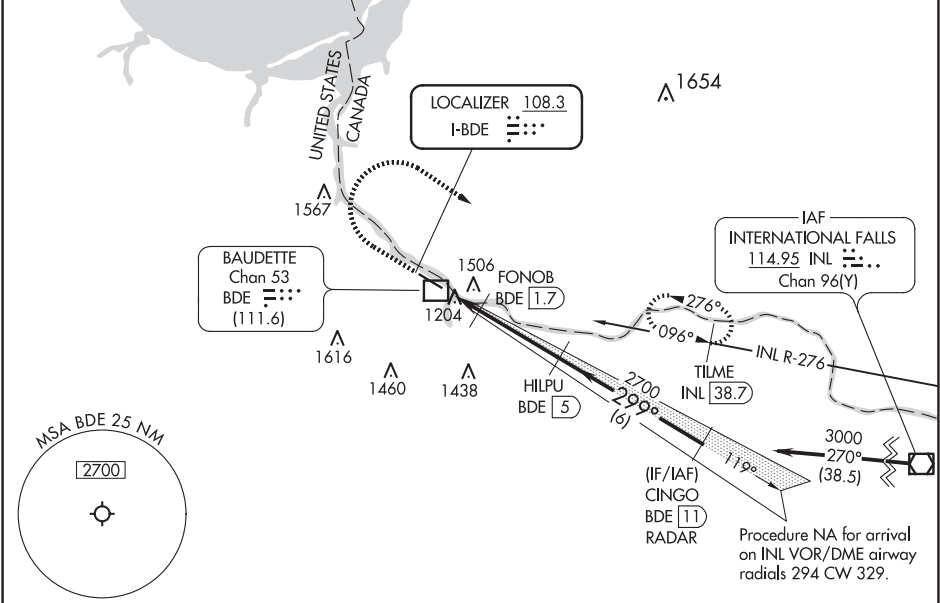 1654
UNITED STATES
CANADA
LOCALIZER 108.3
I-BDE
1567
IAF
INTERNATIONAL FALLS
114.95 INL
Chan 96(Y)
BAUDETTE
Chan 53
BDE
(111.6)
1506
FONOB
BDE 1.7
1204
276°
096°
INL R-276
TILME
INL 38.7
1616
1460
1438
HILPU
BDE 5
2700
299°
(6)
119°
3000
270°
(38.5)
(IF/IAF)
CINGO
BDE 11
RADAR
Procedure NA for arrival
on INL VOR/DME airway
radials 294 CW 329.
MSA BDE 25 NM
2700